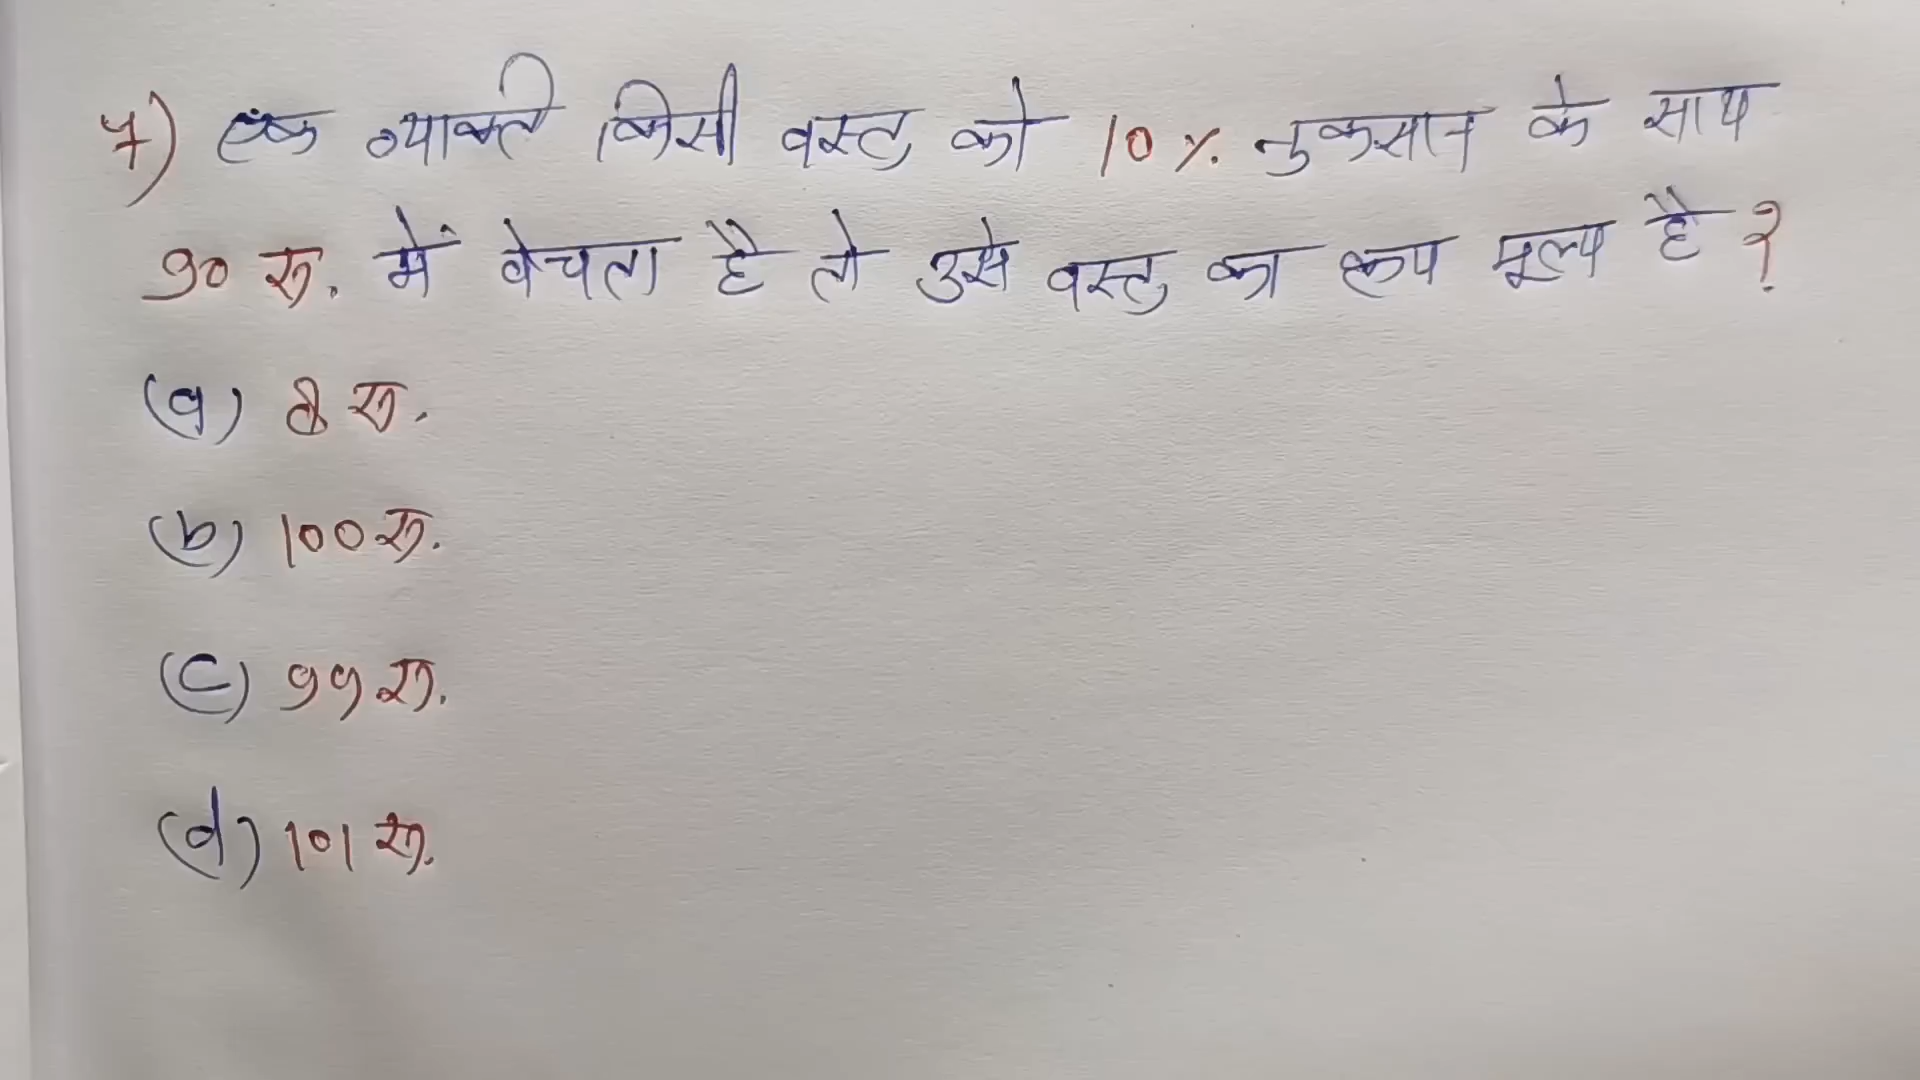 7) एक व्यक्ति किसी वस्तु को 10% नुकसान के साथ
90 रु. में बेचता है तो उसे वस्तु का क्रय मूल्य है ?
(a) 8 रु.
(b) 100 रु.
(c) 99 रु.
(d) 101 रु.